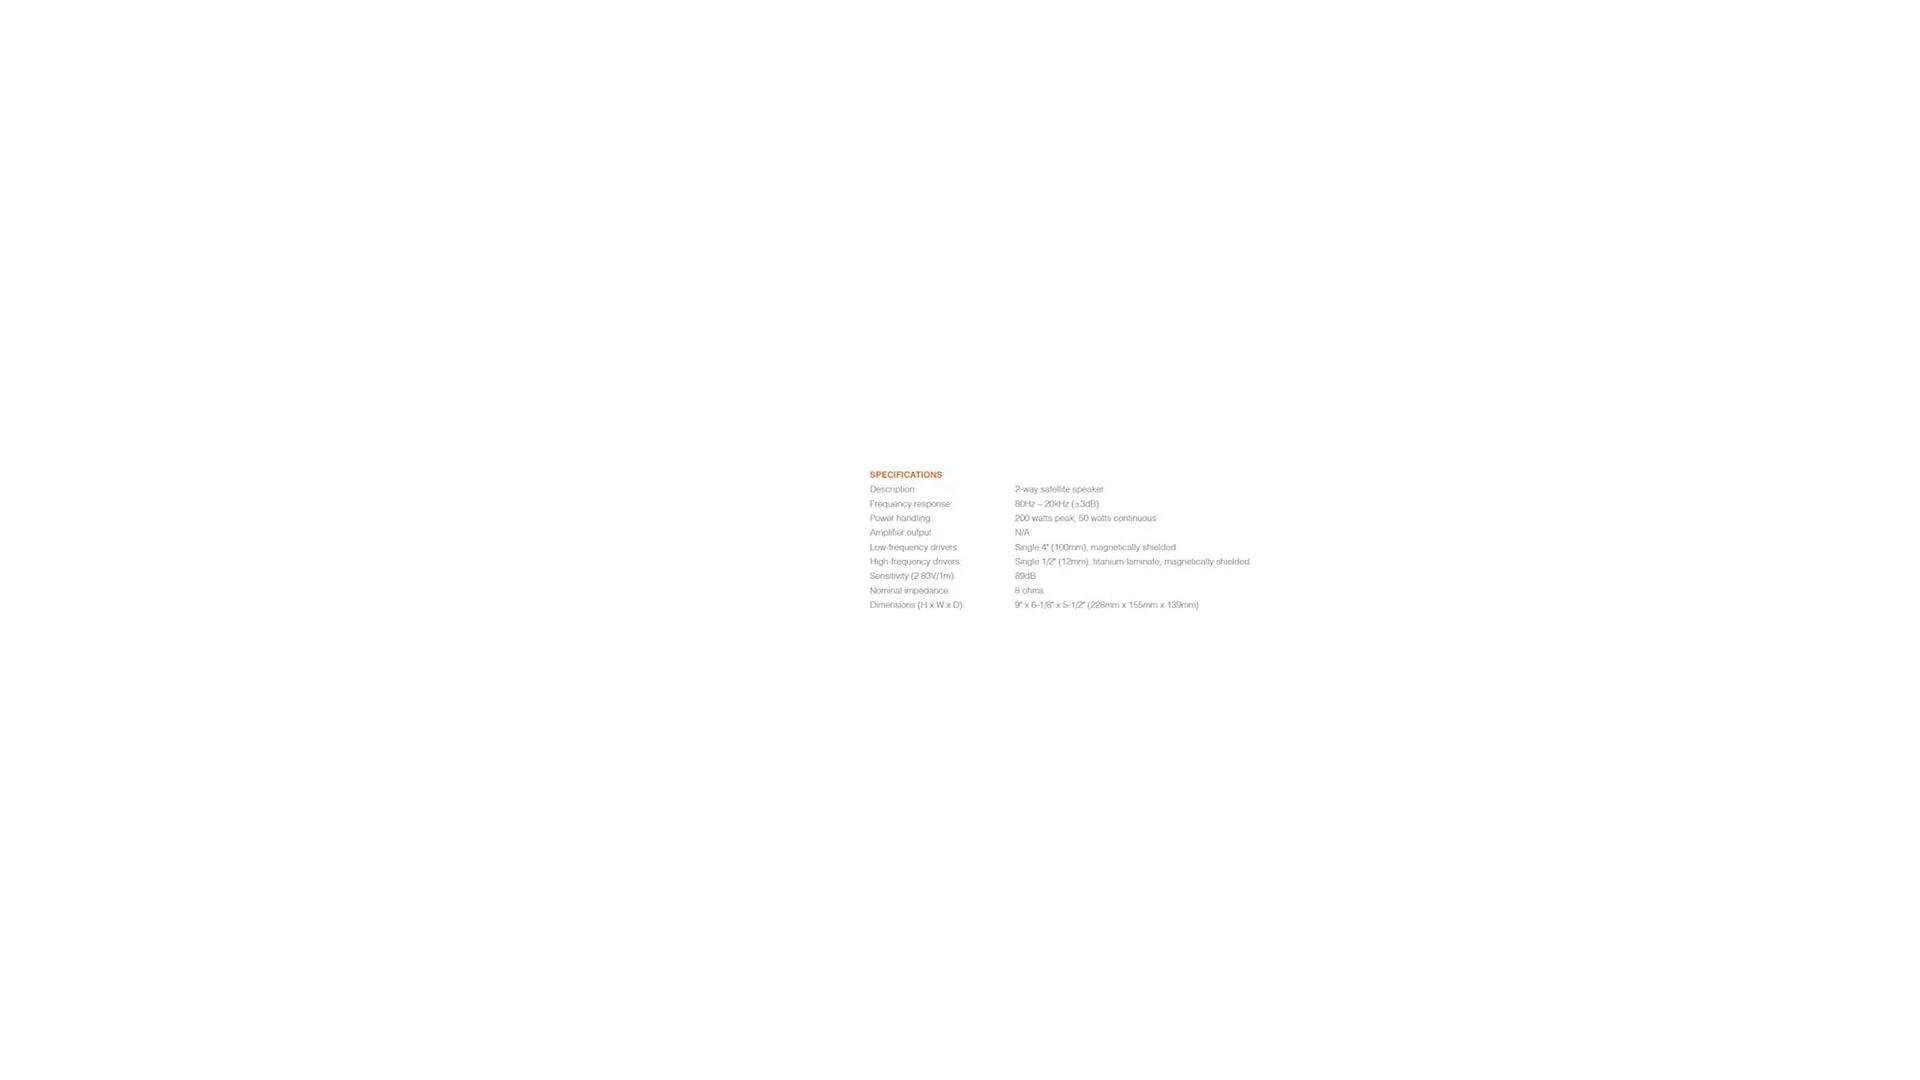 SPECIFICATIONS
Description: 2-way satellite speaker
Frequency response: 80Hz – 20kHz (±3dB)
Power handling: 200 watts peak, 50 watts continuous
Amplifier output: N/A
Low-frequency drivers: Single 4" (100mm), magnetically shielded
High-frequency drivers: Single 1/2" (12mm), titanium-laminate, magnetically shielded
Sensitivity (2.83V/1m): 89dB
Nominal impedance: 8 ohms
Dimensions (H x W x D): 9" x 6-1/8" x 5-1/2" (228mm x 155mm x 139mm)